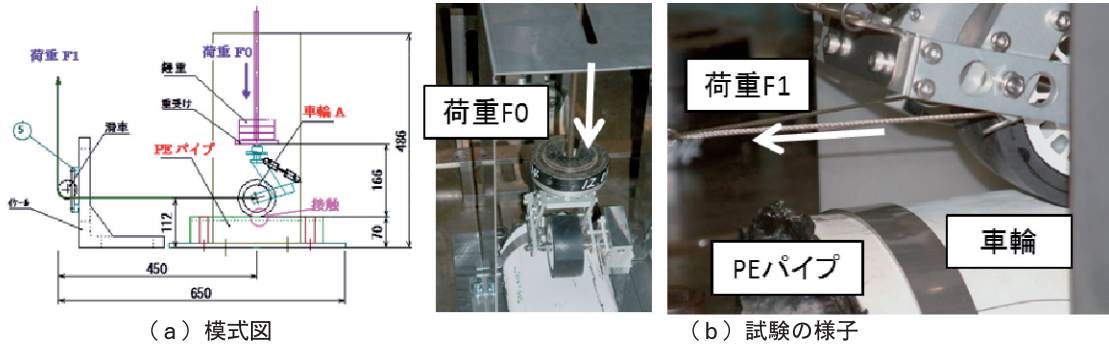 荷重 F1
荷重 F0
錘重
重受け
車輪 A
滑車
5
PE パイプ
接触
112
166
70
486
450
650
荷重F0
荷重F1
PEパイプ
車輪
(a) 模式図
(b) 試験の様子